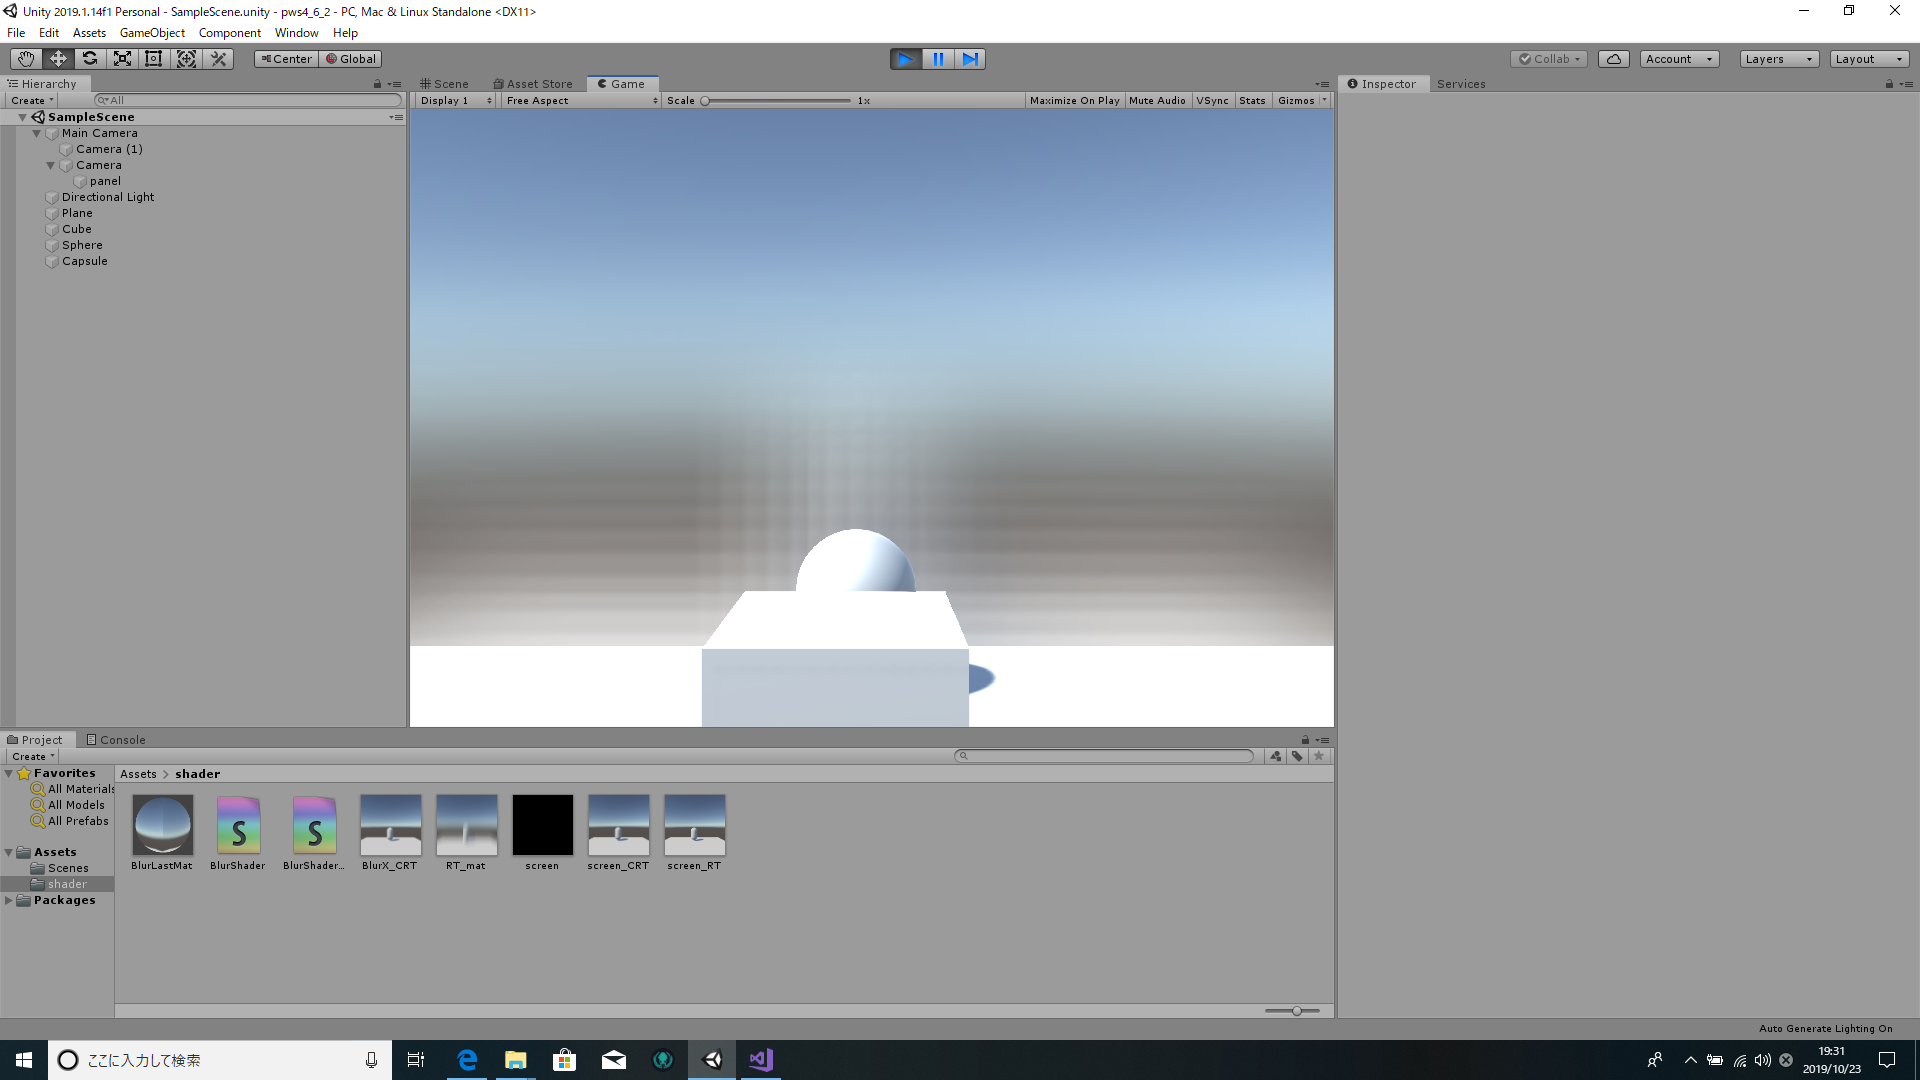 Unity 2019.1.14f1 Personal - SampleScene.unity - pws4_6_2 - PC, Mac & Linux Standalone <DX11>
File Edit Assets GameObject Component Window Help
Center Global Collab Account Layers Layout
Hierarchy
Create All
SampleScene
Main Camera
Camera (1)
Camera
panel
Directional Light
Plane
Cube
Sphere
Capsule
Scene Asset Store Game
Display 1 Free Aspect Scale 1x Maximize On Play Mute Audio VSync Stats Gizmos
Inspector Services
Project Console
Create
Favorites
All Materials
All Models
All Prefabs
Assets
Scenes
shader
Packages
Assets > shader
BlurLastMat BlurShader BlurShader... BlurX_CRT RT_mat screen screen_CRT screen_RT
Auto Generate Lighting On
ここに入力して検索
19:31
2019/10/23